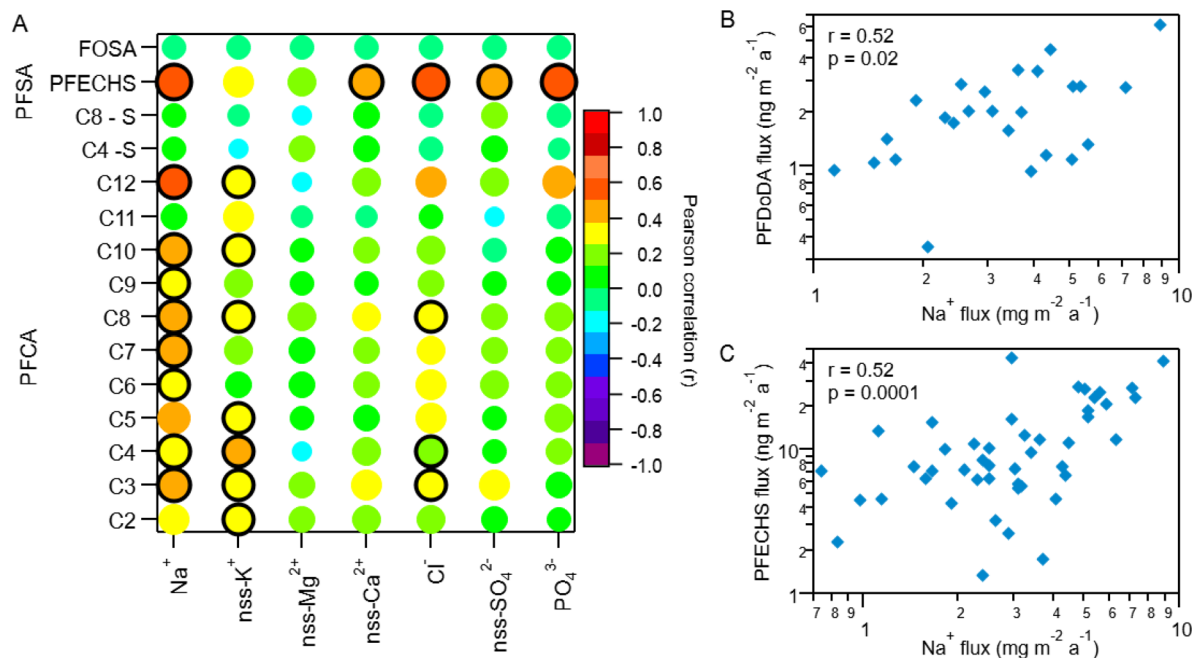 A
PFSA
PFCA
FOSA
PFECHS
C8 - S
C4 -S
C12
C11
C10
C9
C8
C7
C6
C5
C4
C3
C2
Na⁺
nss-K⁺
nss-Mg²⁺
nss-Ca²⁺
Cl⁻
nss-SO₄²⁻
PO₄³⁻
1.0
0.8
0.6
0.4
0.2
0.0
-0.2
-0.4
-0.6
-0.8
-1.0
Pearson correlation (r)
B
r = 0.52
p = 0.02
PFDoDA flux (ng m⁻² a⁻¹)
6
4
2
1
8
6
4
1
2
3
4
5
6
7
8
9
10
Na⁺ flux (mg m⁻² a⁻¹)
C
r = 0.52
p = 0.0001
PFECHS flux (ng m⁻² a⁻¹)
4
2
10
8
6
4
2
1
7
8
9
1
2
3
4
5
6
7
8
9
10
Na⁺ flux (mg m⁻² a⁻¹)